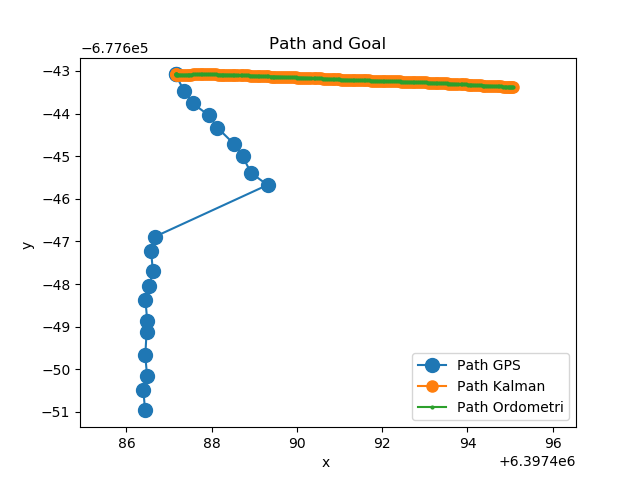 Path and Goal
−6.776e5
−43
−44
−45
−46
−47
−48
−49
−50
−51
y
Path GPS
Path Kalman
Path Ordometri
86
88
90
92
94
96
x
+6.3974e6